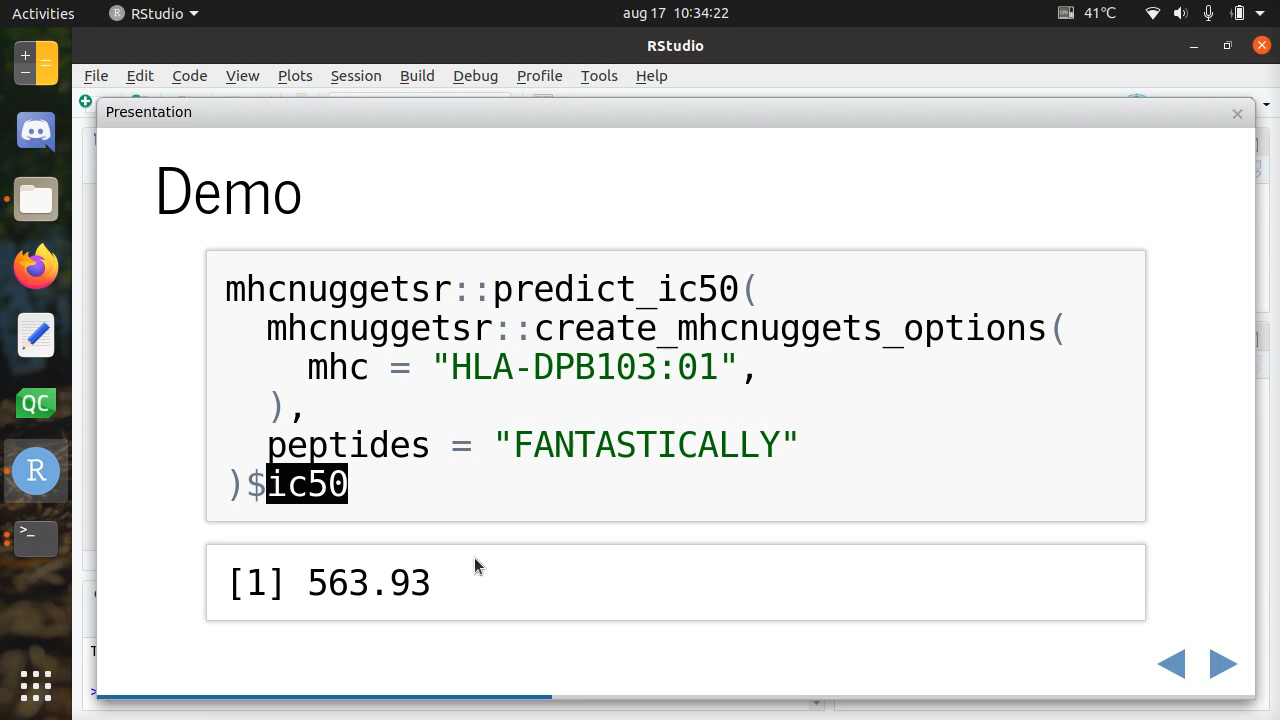 Activities RStudio aug 17 10:34:22 41°C
RStudio
File Edit Code View Plots Session Build Debug Profile Tools Help
Presentation
Demo
mhcnuggetsr::predict_ic50(
  mhcnuggetsr::create_mhcnuggets_options(
    mhc = "HLA-DPB103:01",
  ),
  peptides = "FANTASTICALLY"
)$ic50
[1] 563.93
QC
R
>_
T
>